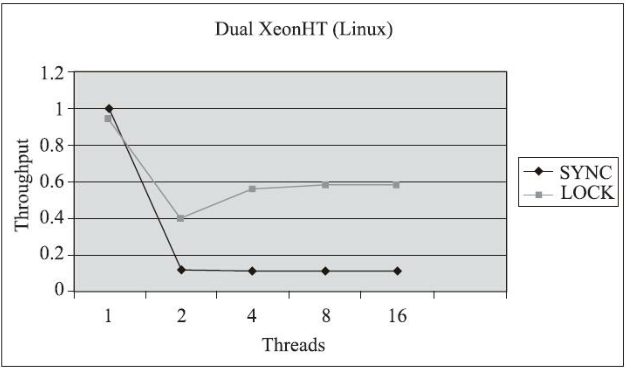 Dual XeonHT (Linux)
1.2
1
0.8
0.6
0.4
0.2
0
Throughput
1 2 4 8 16
Threads
SYNC
LOCK